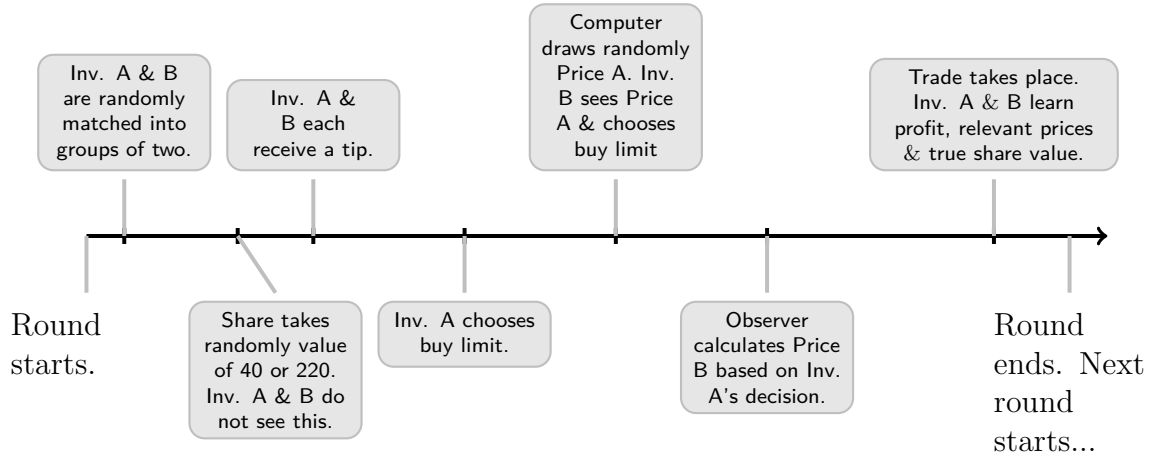 Inv. A & B
are randomly
matched into
groups of two.
Inv. A &
B each
receive a tip.
Computer
draws randomly
Price A. Inv.
B sees Price
A & chooses
buy limit
Trade takes place.
Inv. A & B learn
profit, relevant prices
& true share value.
Round
starts.
Share takes
randomly value
of 40 or 220.
Inv. A & B do
not see this.
Inv. A chooses
buy limit.
Observer
calculates Price
B based on Inv.
A's decision.
Round
ends. Next
round
starts...